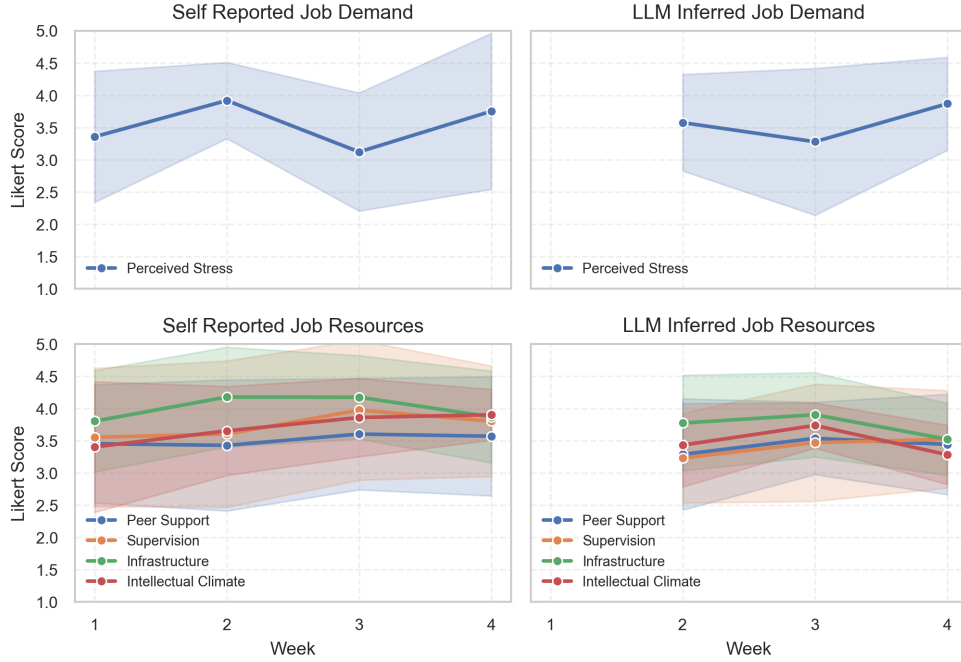 Self Reported Job Demand
LLM Inferred Job Demand
5.0
4.5
4.0
3.5
3.0
2.5
2.0
1.5
1.0
Likert Score
Perceived Stress
Perceived Stress
Self Reported Job Resources
LLM Inferred Job Resources
5.0
4.5
4.0
3.5
3.0
2.5
2.0
1.5
1.0
Likert Score
Peer Support
Supervision
Infrastructure
Intellectual Climate
Peer Support
Supervision
Infrastructure
Intellectual Climate
1 2 3 4
1 2 3 4
Week
Week